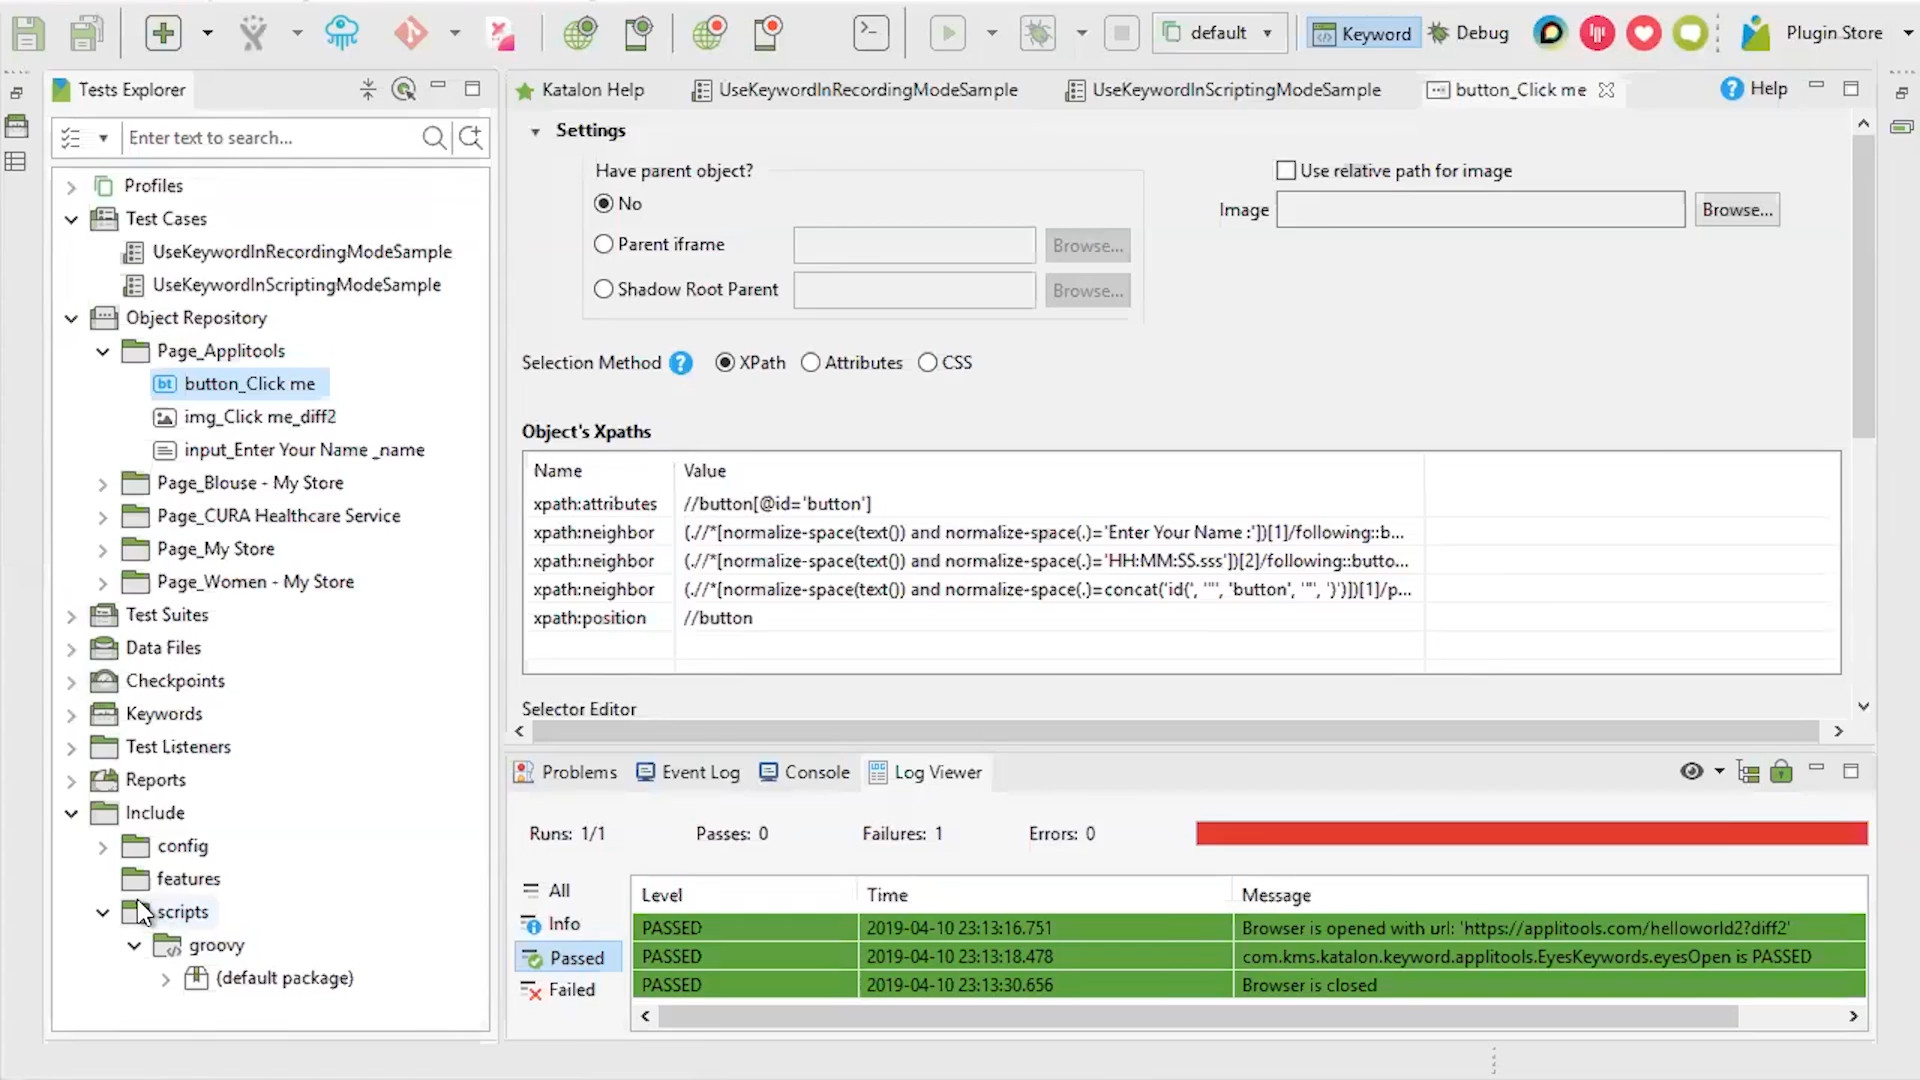 default
Keyword
Debug
Plugin Store
Tests Explorer
Katalon Help
UseKeywordInRecordingModeSample
UseKeywordInScriptingModeSample
button_Click me
Help
Enter text to search...
Profiles
Test Cases
UseKeywordInRecordingModeSample
UseKeywordInScriptingModeSample
Object Repository
Page_Applitools
bt button_Click me
img_Click me_diff2
input_Enter Your Name _name
Page_Blouse - My Store
Page_CURA Healthcare Service
Page_My Store
Page_Women - My Store
Test Suites
Data Files
Checkpoints
Keywords
Test Listeners
Reports
Include
config
features
scripts
groovy
(default package)
Settings
Have parent object?
No
Parent iframe
Browse...
Shadow Root Parent
Browse...
Use relative path for image
Image
Browse...
Selection Method ? XPath Attributes CSS
Object's Xpaths
Name Value
xpath:attributes //button[@id='button']
xpath:neighbor (.//*[normalize-space(text()) and normalize-space(.)='Enter Your Name :'])[1]/following::b...
xpath:neighbor (.//*[normalize-space(text()) and normalize-space(.)='HH:MM:SS.sss'])[2]/following::butto...
xpath:neighbor (.//*[normalize-space(text()) and normalize-space(.)=concat('id(', "'", 'button', "'", ')')])[1]/p...
xpath:position //button
Selector Editor
Problems
Event Log
Console
Log Viewer
Runs: 1/1 Passes: 0 Failures: 1 Errors: 0
All
Info
Passed
Failed
Level Time Message
PASSED 2019-04-10 23:13:16.751 Browser is opened with url: 'https://applitools.com/helloworld2?diff2'
PASSED 2019-04-10 23:13:18.478 com.kms.katalon.keyword.applitools.EyesKeywords.eyesOpen is PASSED
PASSED 2019-04-10 23:13:30.656 Browser is closed